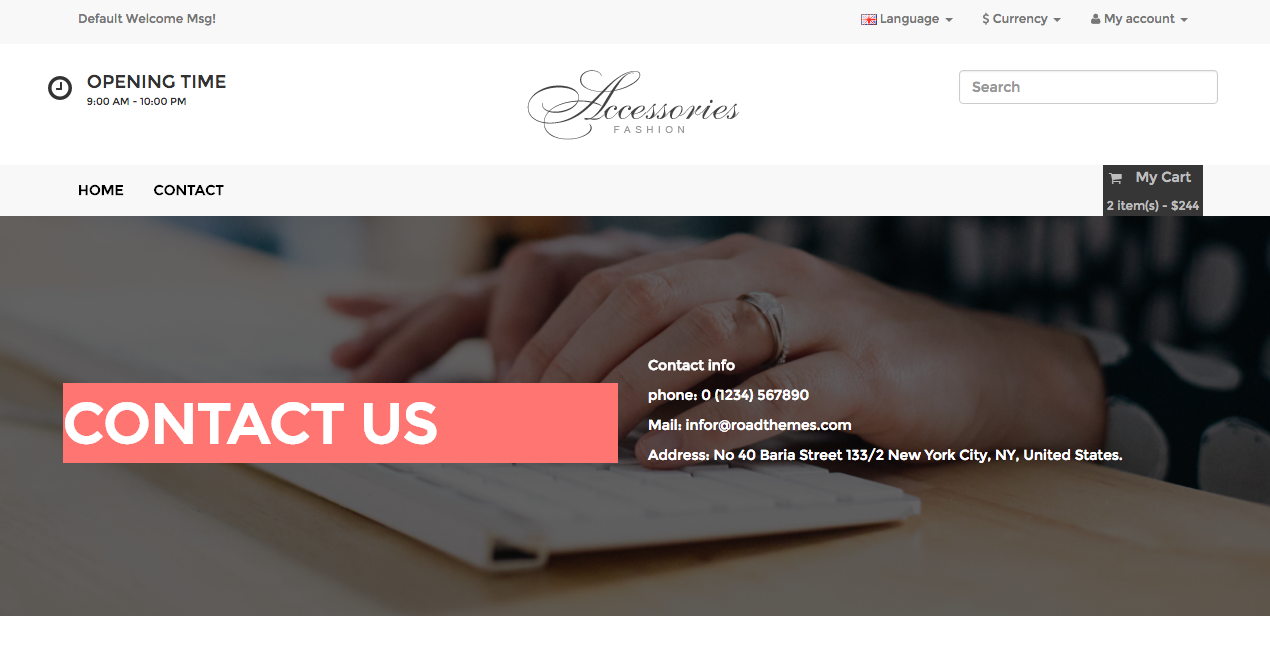 Default Welcome Msg!
Language
$ Currency
My account
OPENING TIME
9:00 AM - 10:00 PM
Accessories
FASHION
Search
HOME
CONTACT
My Cart
2 item(s) - $244
CONTACT US
Contact info
phone: 0 (1234) 567890
Mail: infor@roadthemes.com
Address: No 40 Baria Street 133/2 New York City, NY, United States.